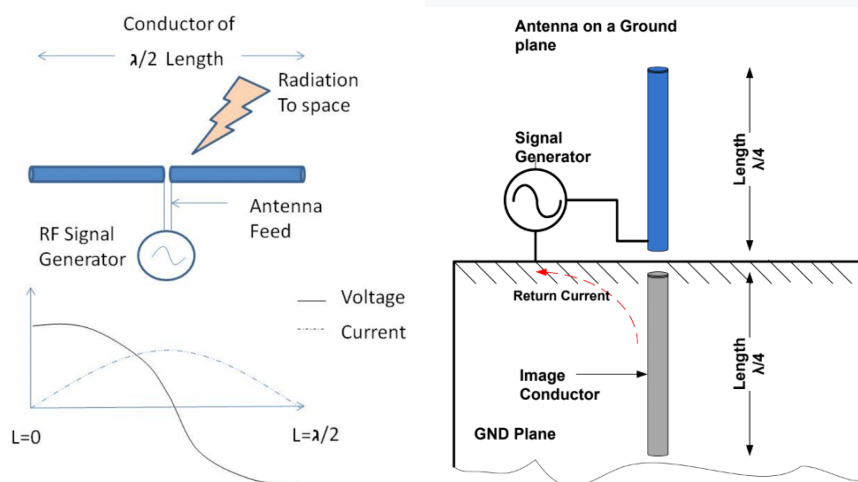 Conductor of
λ/2 Length
Radiation
To space
Antenna
Feed
RF Signal
Generator
Voltage
Current
L=0
L=λ/2
Antenna on a Ground
plane
Signal
Generator
Length
λ/4
Return Current
Image
Conductor
Length
λ/4
GND Plane